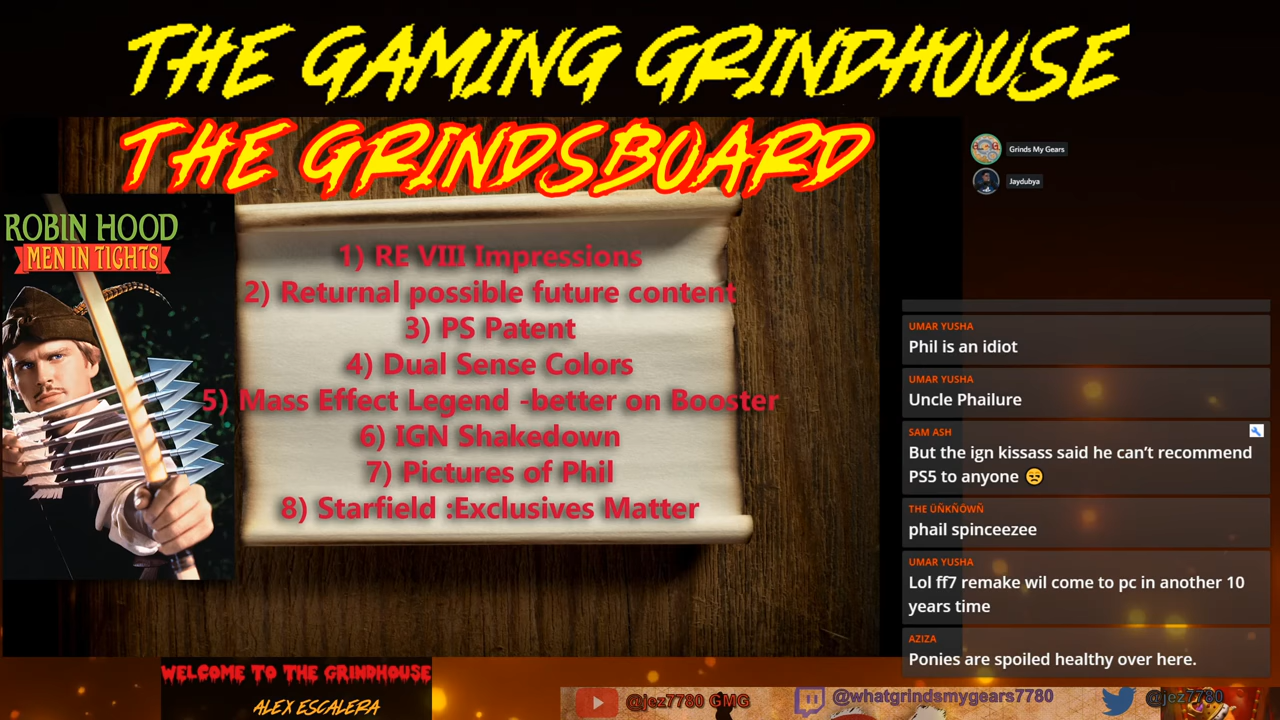 THE GAMING GRINDHOUSE
THE GRINDSBOARD
ROBIN HOOD
MEN IN TIGHTS
1) RE VIII Impressions
2) Returnal possible future content
3) PS Patent
4) Dual Sense Colors
5) Mass Effect Legend -better on Booster
6) IGN Shakedown
7) Pictures of Phil
8) Starfield :Exclusives Matter
Grinds My Gears
Jaydubya
UMAR YUSHA
Phil is an idiot
UMAR YUSHA
Uncle Phailure
SAM ASH
But the ign kissass said he can't recommend
PS5 to anyone 😒
THE ÜÑKÑÖWÑ
phail spinceezee
UMAR YUSHA
Lol ff7 remake wil come to pc in another 10
years time
AZIZA
Ponies are spoiled healthy over here.
WELCOME TO THE GRINDHOUSE
ALEX ESCALERA
@jez7780 GMG
@whatgrindsmygears7780
@jez7780